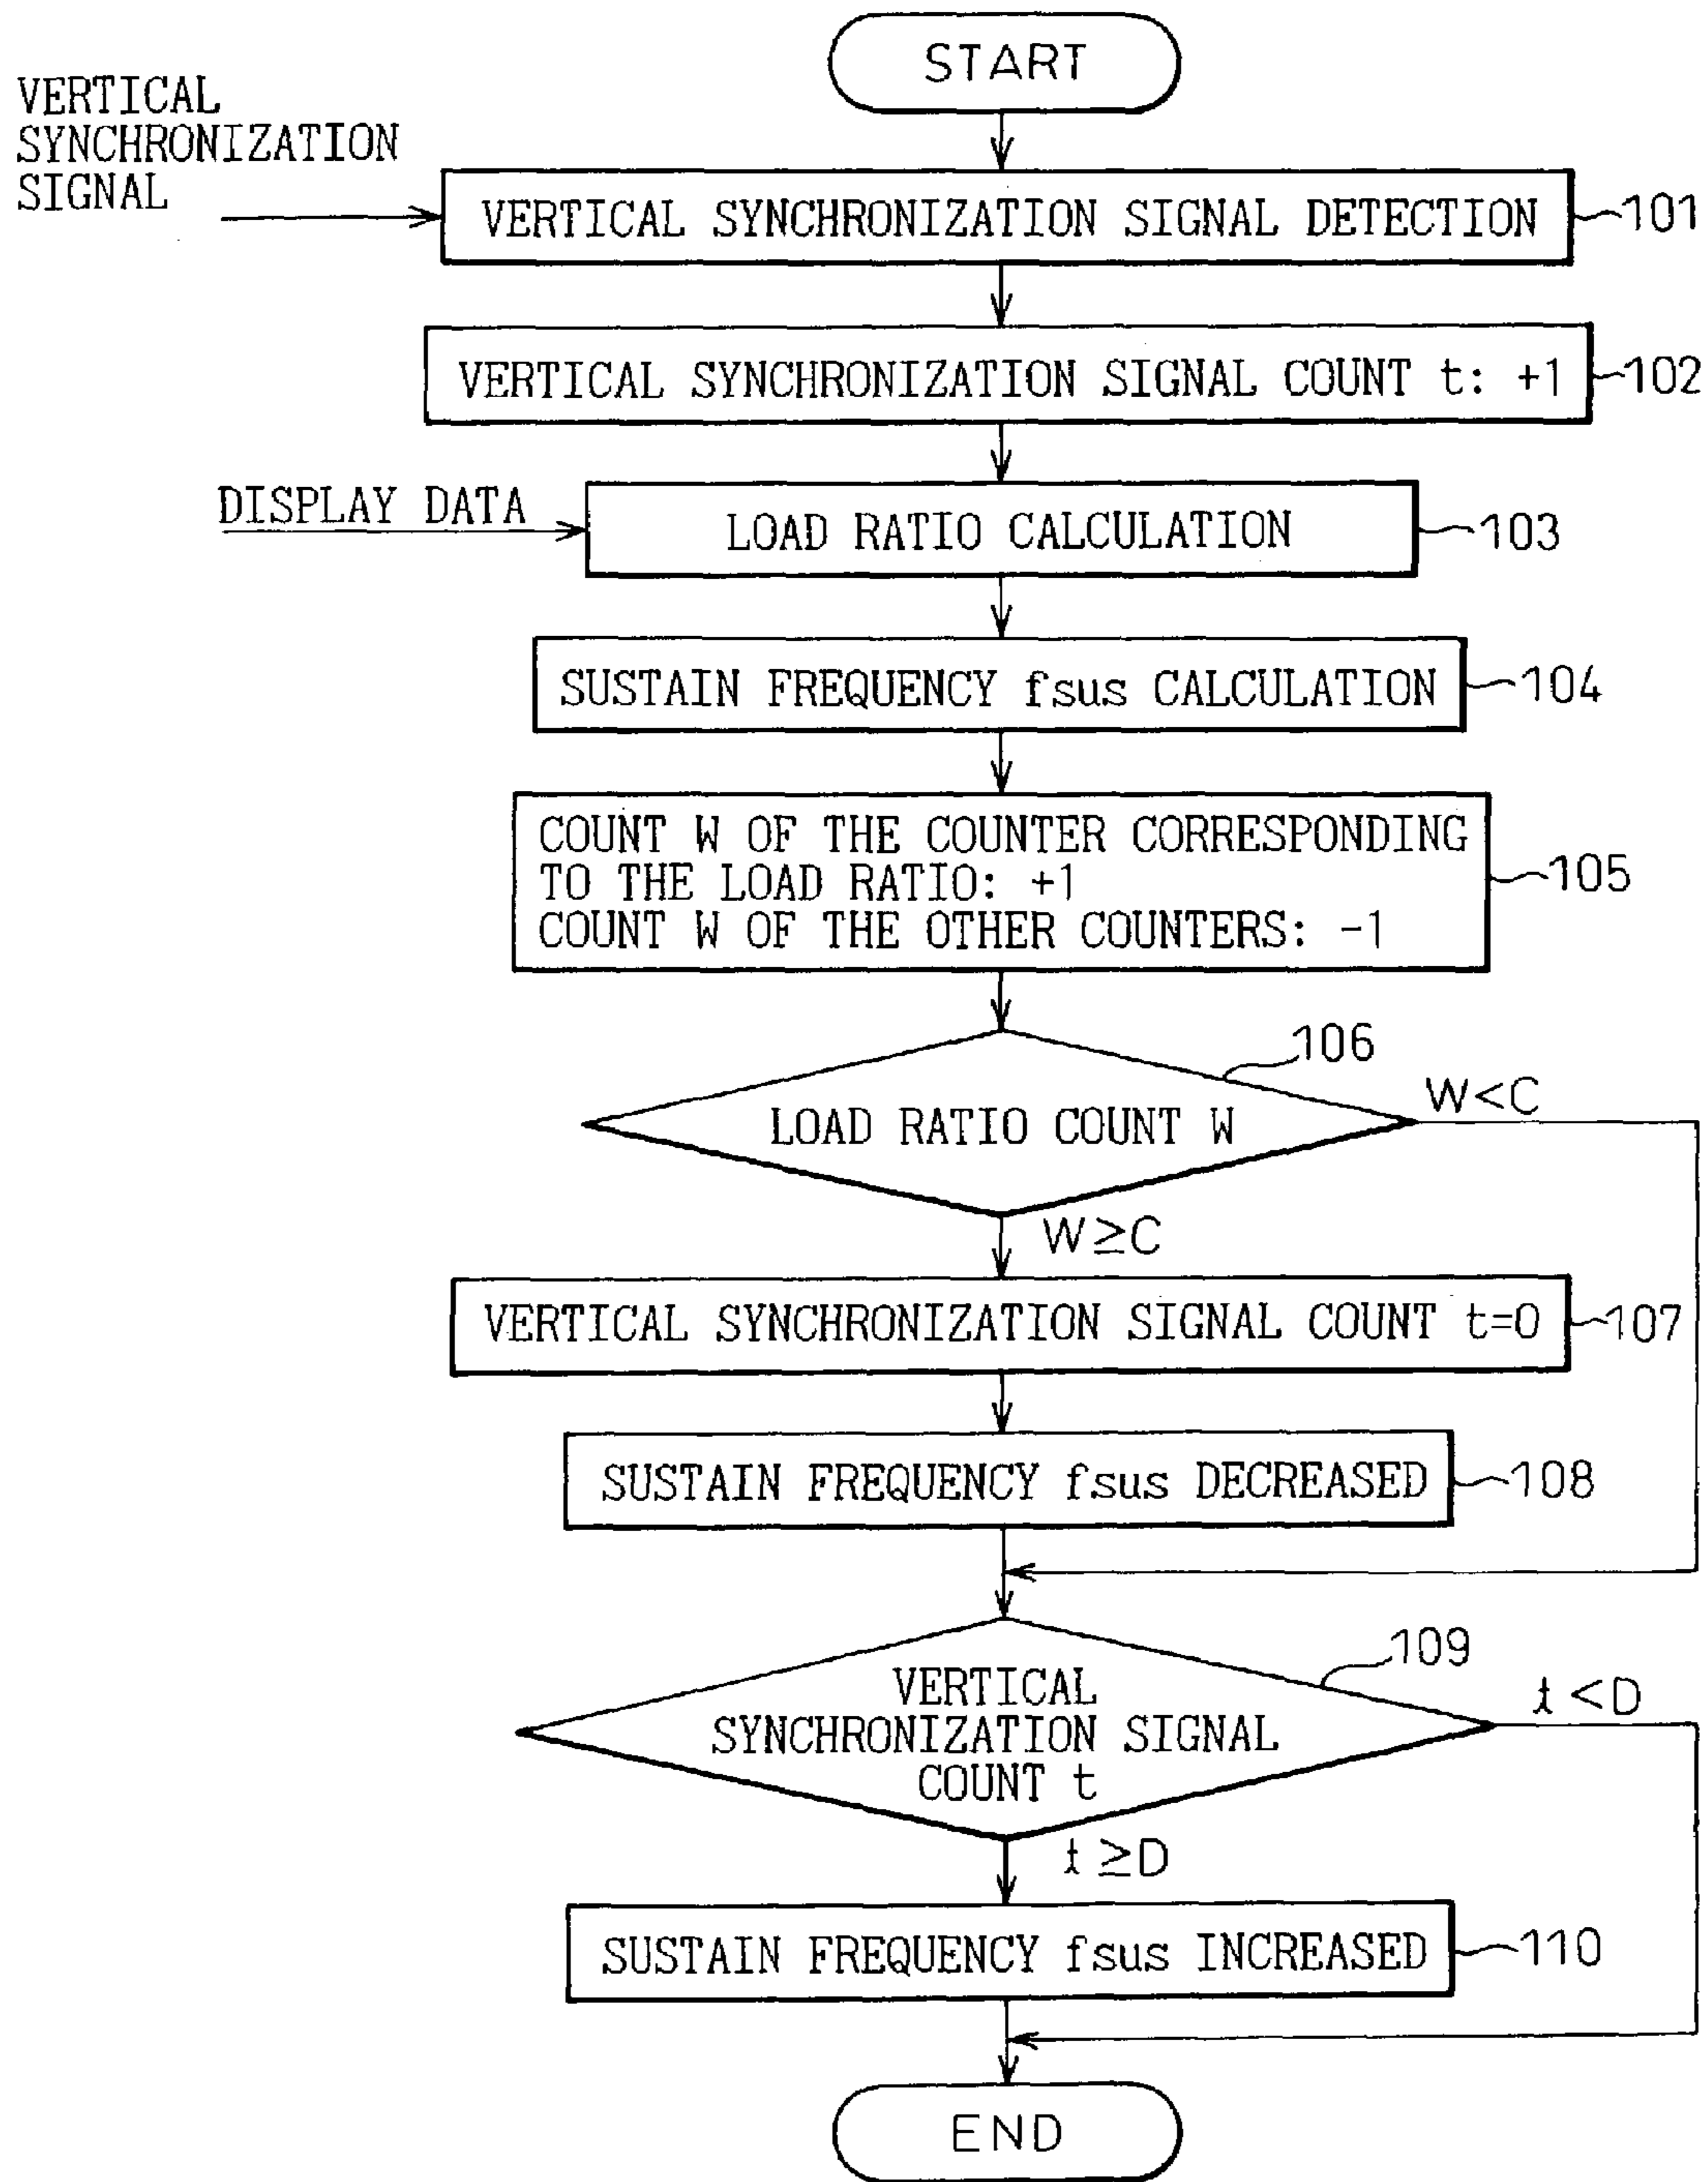 START
VERTICAL
SYNCHRONIZATION
SIGNAL
VERTICAL SYNCHRONIZATION SIGNAL DETECTION
101
VERTICAL SYNCHRONIZATION SIGNAL COUNT t: +1
102
DISPLAY DATA
LOAD RATIO CALCULATION
103
SUSTAIN FREQUENCY fsus CALCULATION
104
COUNT W OF THE COUNTER CORRESPONDING
TO THE LOAD RATIO: +1
COUNT W OF THE OTHER COUNTERS: -1
105
106
LOAD RATIO COUNT W
W<C
W≧C
VERTICAL SYNCHRONIZATION SIGNAL COUNT t=0
107
SUSTAIN FREQUENCY fsus DECREASED
108
109
VERTICAL
SYNCHRONIZATION SIGNAL
COUNT t
t<D
t≧D
SUSTAIN FREQUENCY fsus INCREASED
110
END